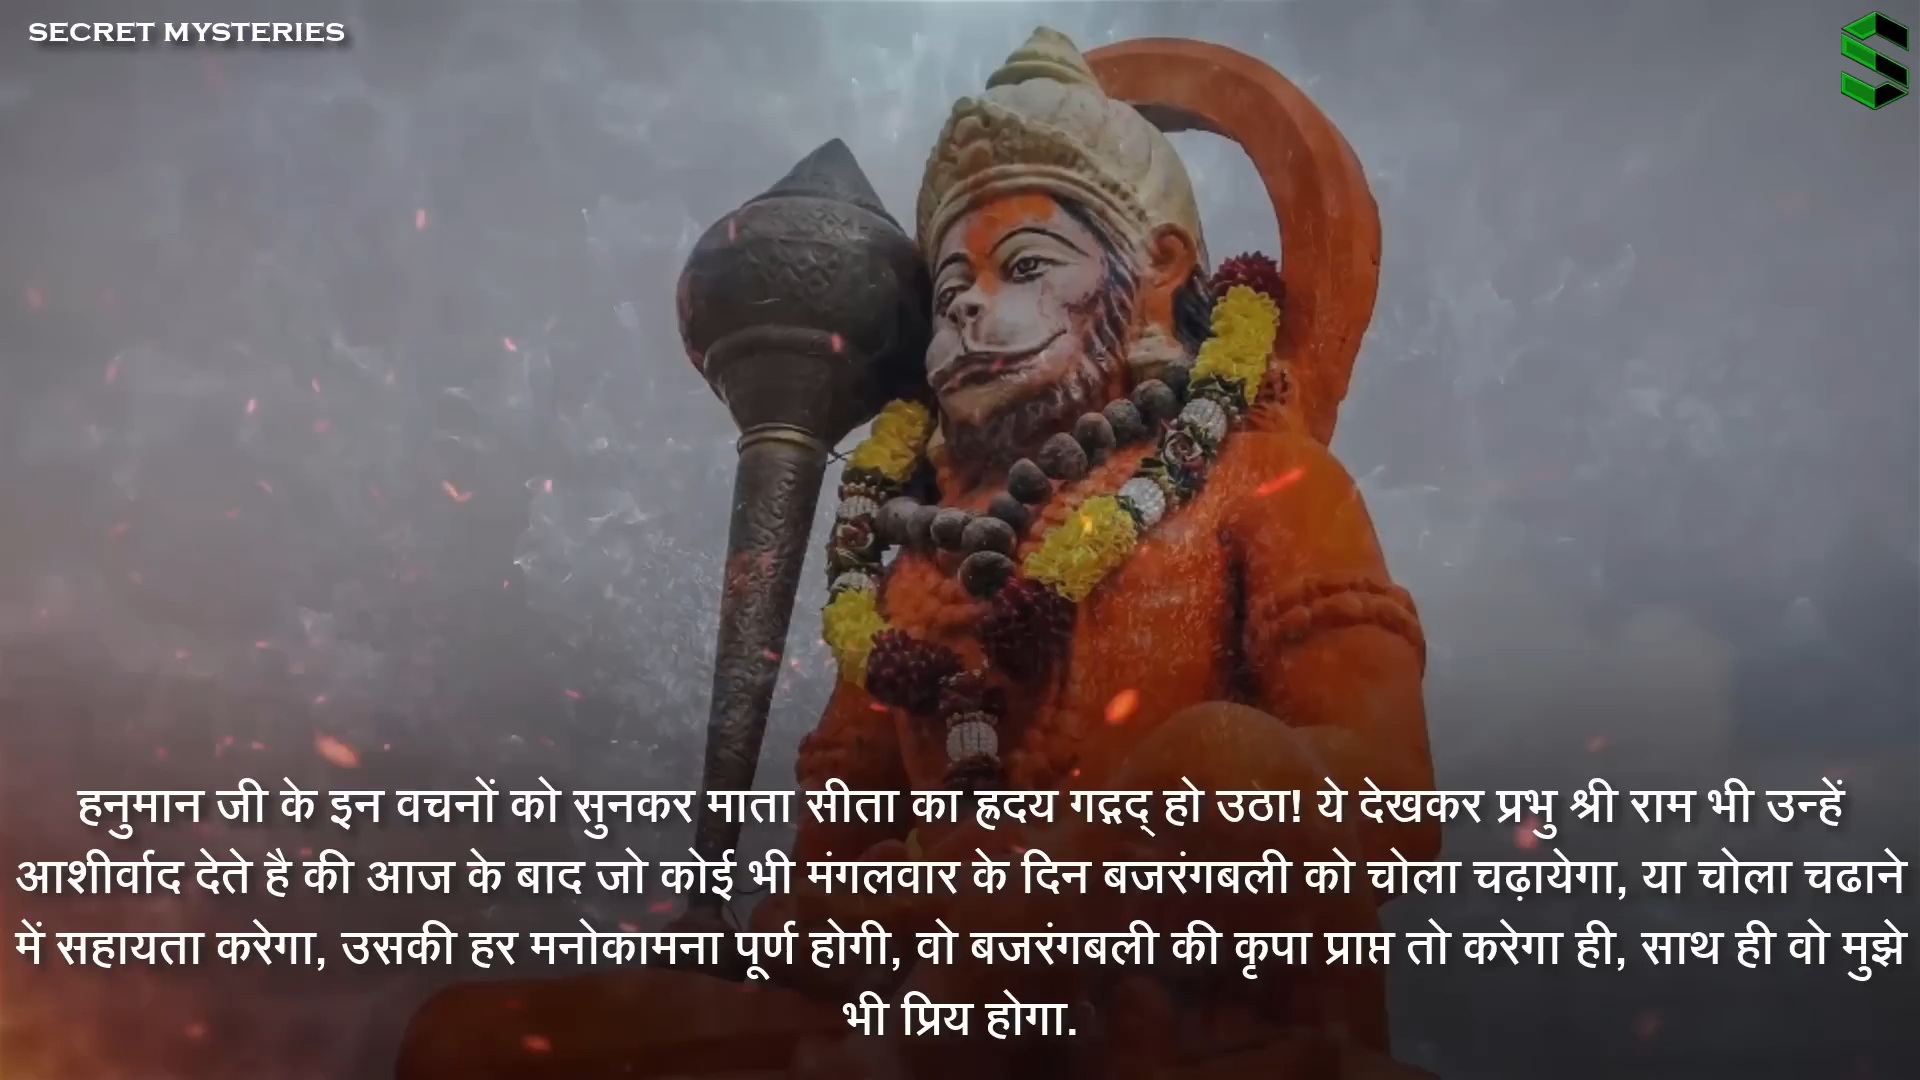 SECRET MYSTERIES
हनुमान जी के इन वचनों को सुनकर माता सीता का ह्रदय गद्गद् हो उठा! ये देखकर प्रभु श्री राम भी उन्हें
आशीर्वाद देते है की आज के बाद जो कोई भी मंगलवार के दिन बजरंगबली को चोला चढ़ायेगा, या चोला चढाने
में सहायता करेगा, उसकी हर मनोकामना पूर्ण होगी, वो बजरंगबली की कृपा प्राप्त तो करेगा ही, साथ ही वो मुझे
भी प्रिय होगा.